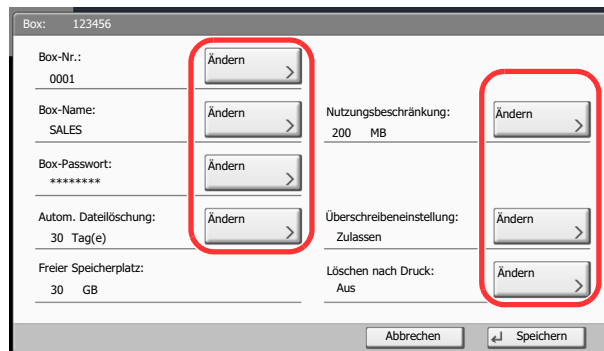 Box: 123456
Box-Nr.:
0001
Ändern
Box-Name:
SALES
Ändern
Nutzungsbeschränkung:
200 MB
Ändern
Box-Passwort:
********
Ändern
Autom. Dateilöschung:
30 Tag(e)
Ändern
Überschreibeneinstellung:
Zulassen
Ändern
Freier Speicherplatz:
30 GB
Löschen nach Druck:
Aus
Ändern
Abbrechen
Speichern